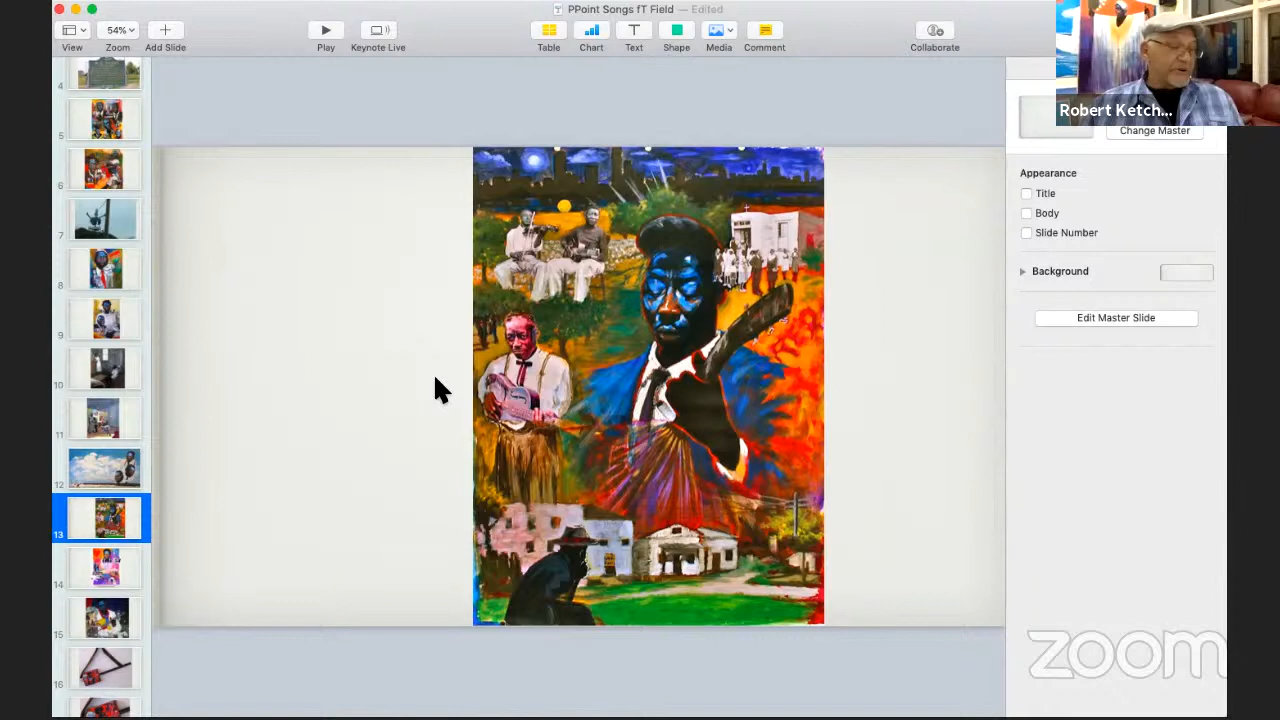 PPoint Songs fT Field — Edited
54%
View
Zoom
Add Slide
Play
Keynote Live
Table
Chart
Text
Shape
Media
Comment
Collaborate
Robert Ketch...
Change Master
Appearance
Title
Body
Slide Number
Background
Edit Master Slide
4
5
6
7
8
9
10
11
12
13
14
15
16
zoom